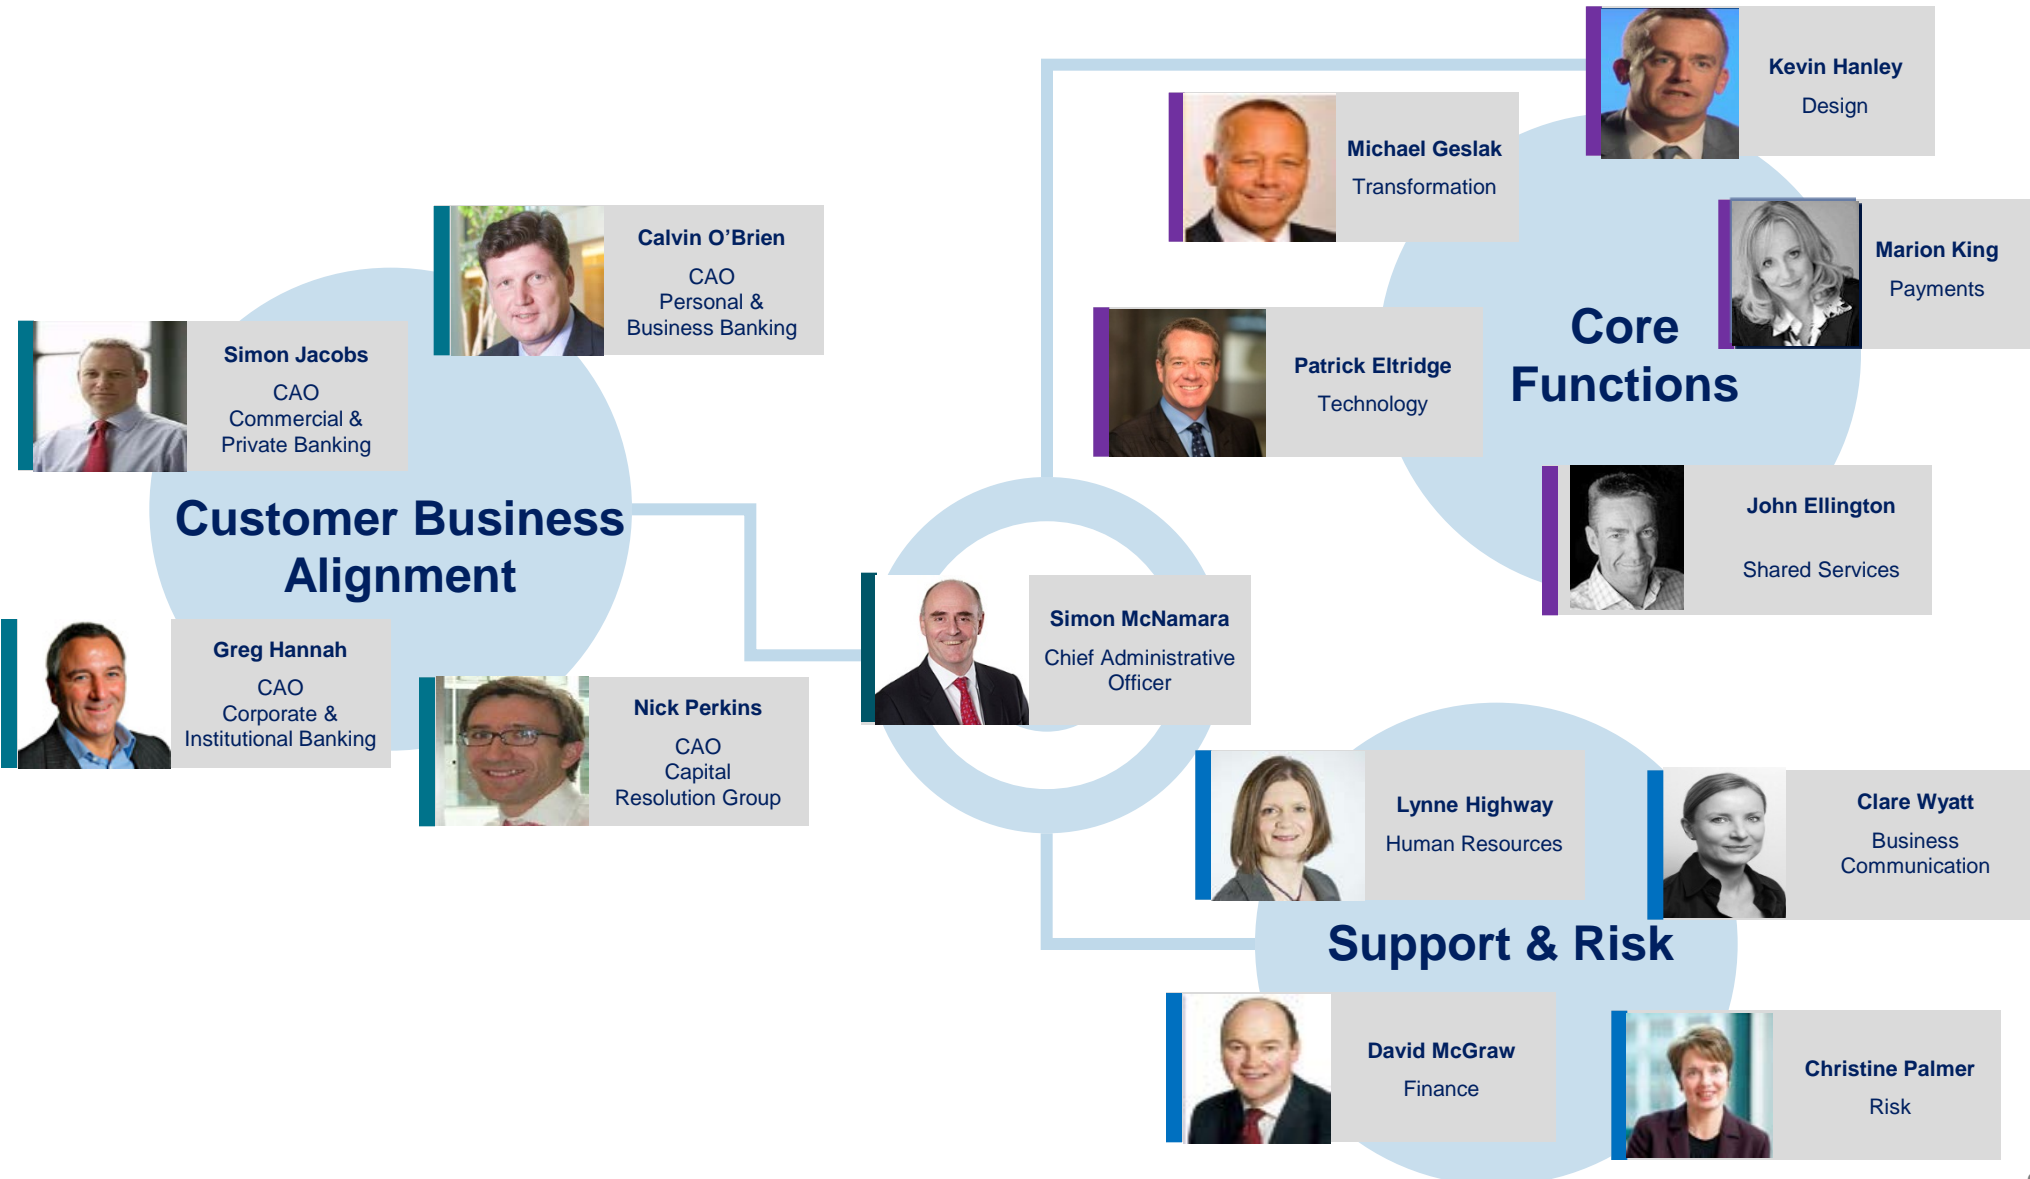 Kevin Hanley
Design
Michael Geslak
Transformation
Marion King
Payments
Patrick Eltridge
Technology
Core
Functions
John Ellington
Shared Services
Calvin O’Brien
CAO
Personal &
Business Banking
Simon Jacobs
CAO
Commercial &
Private Banking
Customer Business
Alignment
Greg Hannah
CAO
Corporate &
Institutional Banking
Nick Perkins
CAO
Capital
Resolution Group
Simon McNamara
Chief Administrative
Officer
Lynne Highway
Human Resources
Clare Wyatt
Business
Communication
Support & Risk
David McGraw
Finance
Christine Palmer
Risk